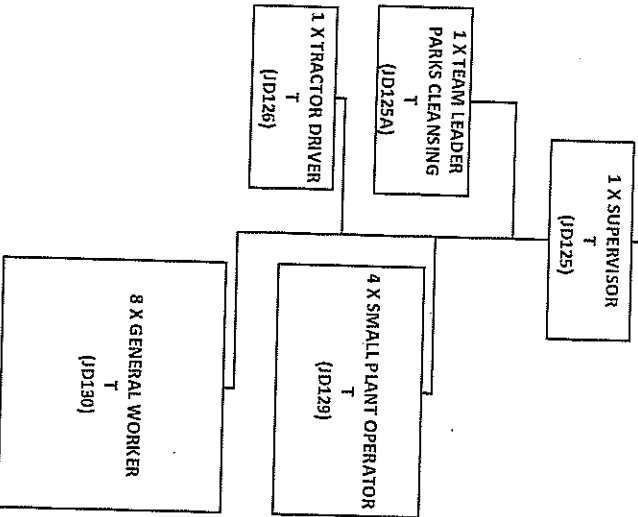 1 X SUPERVISOR
T
(JD125)
1 X TEAM LEADER
PARKS CLEANSING
T
(JD125A)
4 X SMALL PLANT OPERATOR
T
(JD129)
1 X TRACTOR DRIVER
T
(JD126)
8 X GENERAL WORKER
T
(JD130)